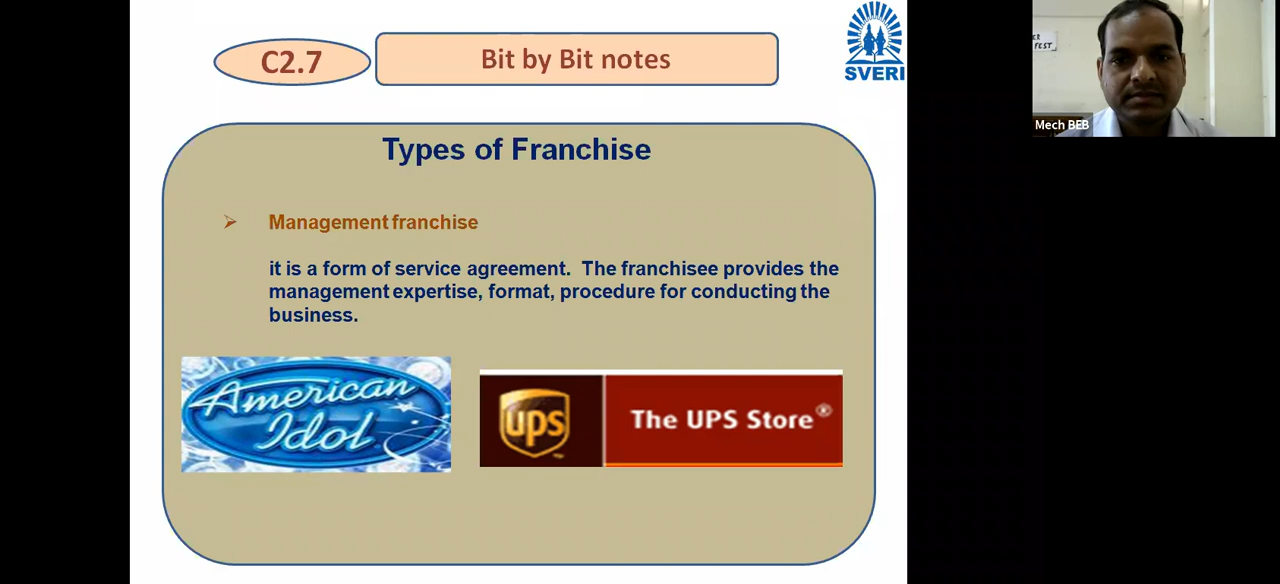 C2.7
Bit by Bit notes
SVERI
Mech BEB
Types of Franchise
Management franchise
it is a form of service agreement. The franchisee provides the
management expertise, format, procedure for conducting the
business.
American
Idol
ups
The UPS Store®
FEST